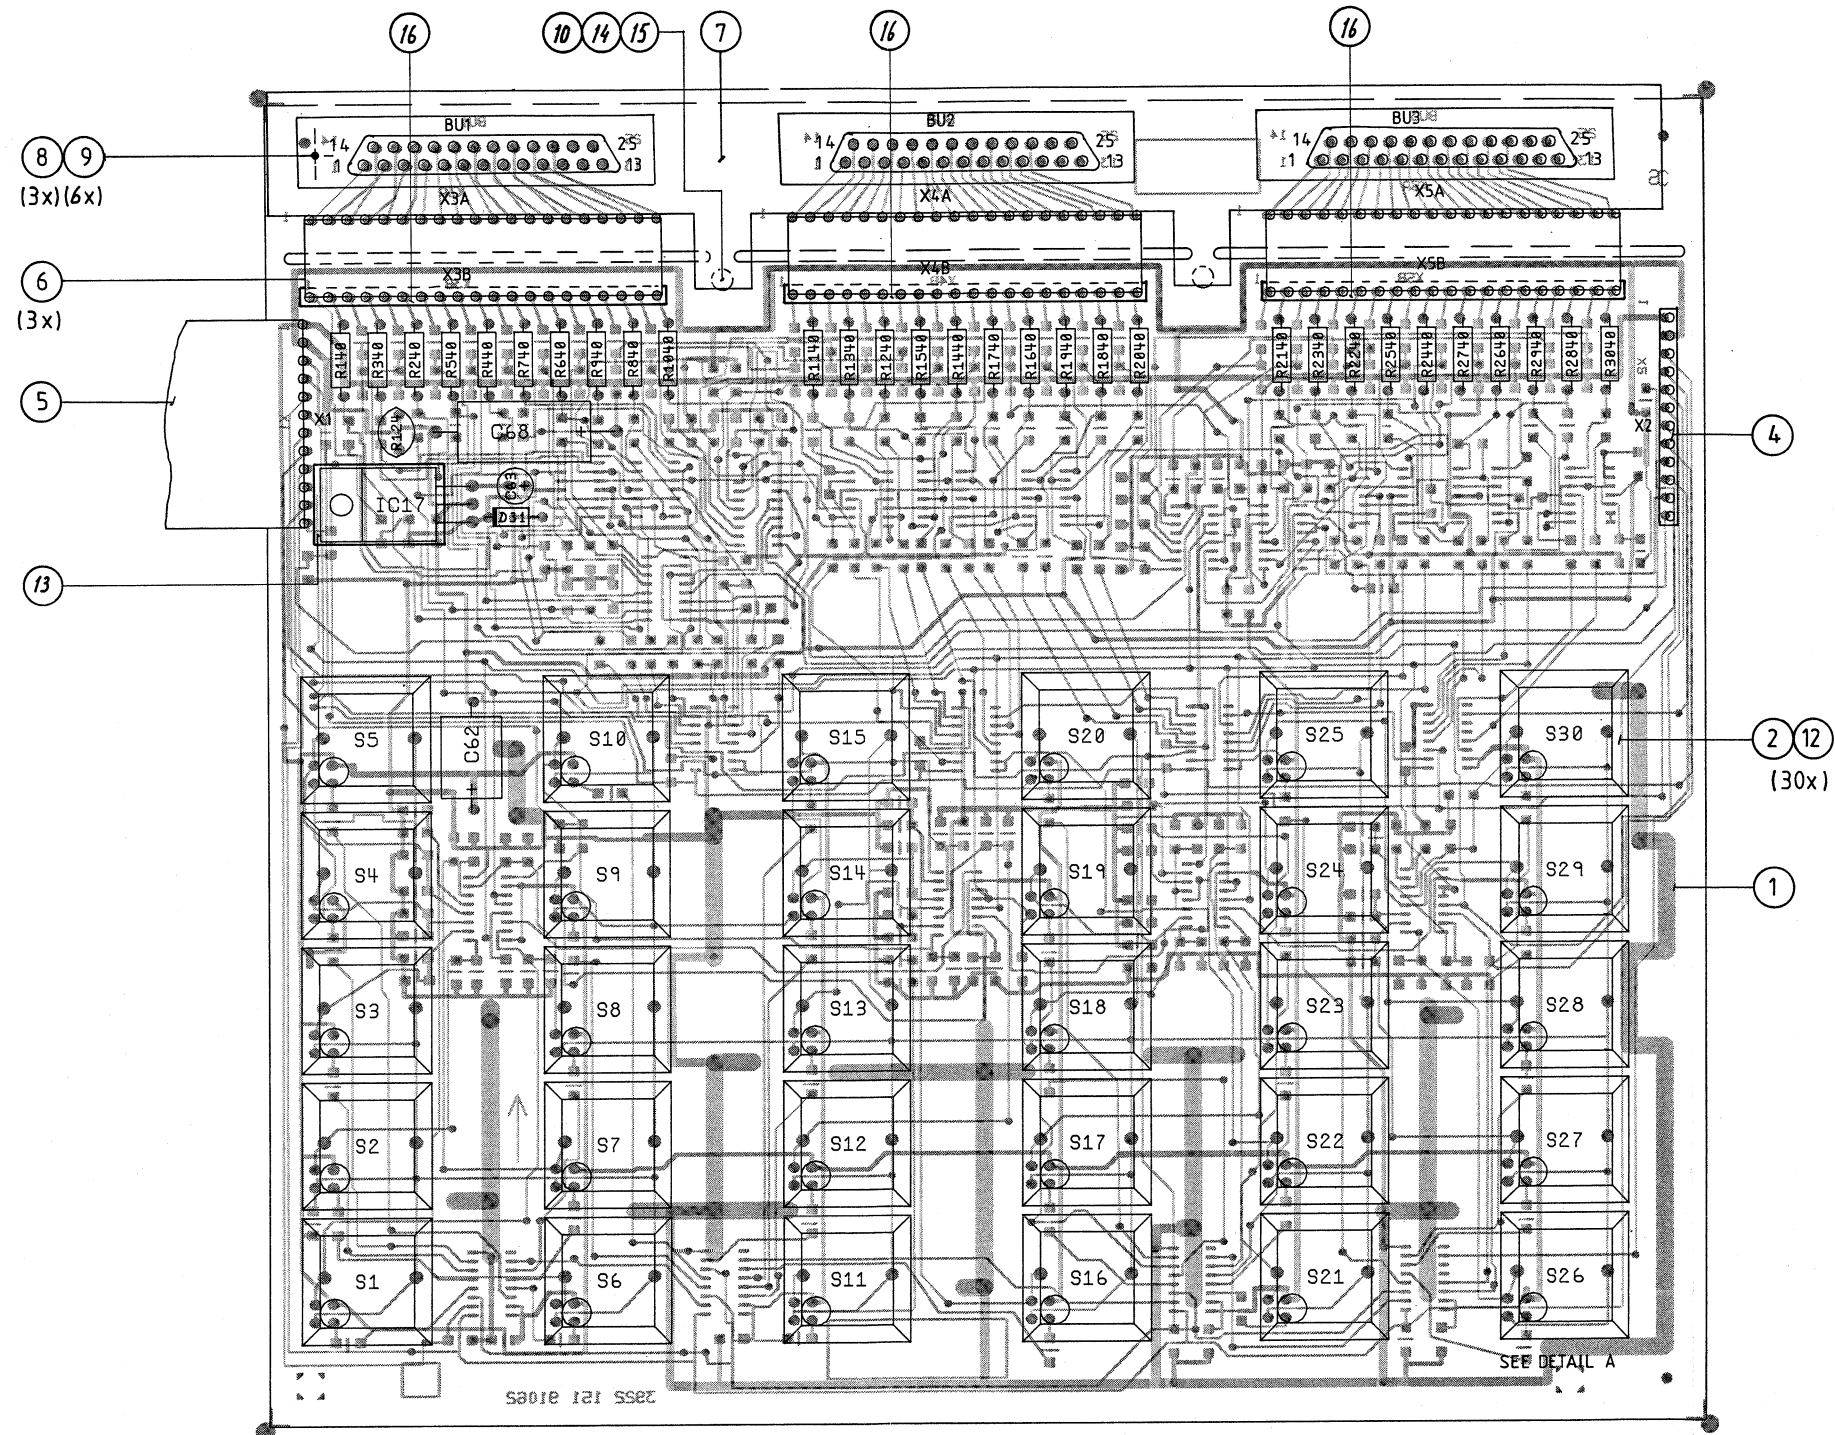 16 10 14 15 7 16 16
BU1 BU2 BU3
14 25 14 25 14 25
8 9 1 13 1 13 1 13
(3x)(6x)
X3A X4A X5A
6 X3B X4B X5B
(3x)
R140 R340 R240 R540 R440 R740 R640 R940 R840 R1040 R1140 R1340 R1240 R1540 R1440 R1740 R1640 R1940 R1840 R2040 R2140 R2340 R2240 R2540 R2440 R2740 R2640 R2940 R2840 R3040
5
X1 R124 C68 X2 4
IC17 C63
D31
13
S5 C62 S10 S15 S20 S25 S30 2 12
(30x)
S4 S9 S14 S19 S24 S29 1
S3 S8 S13 S18 S23 S28
S2 S7 S12 S17 S22 S27
S1 S6 S11 S16 S21 S26
SEE DETAIL A
3922 151 91062